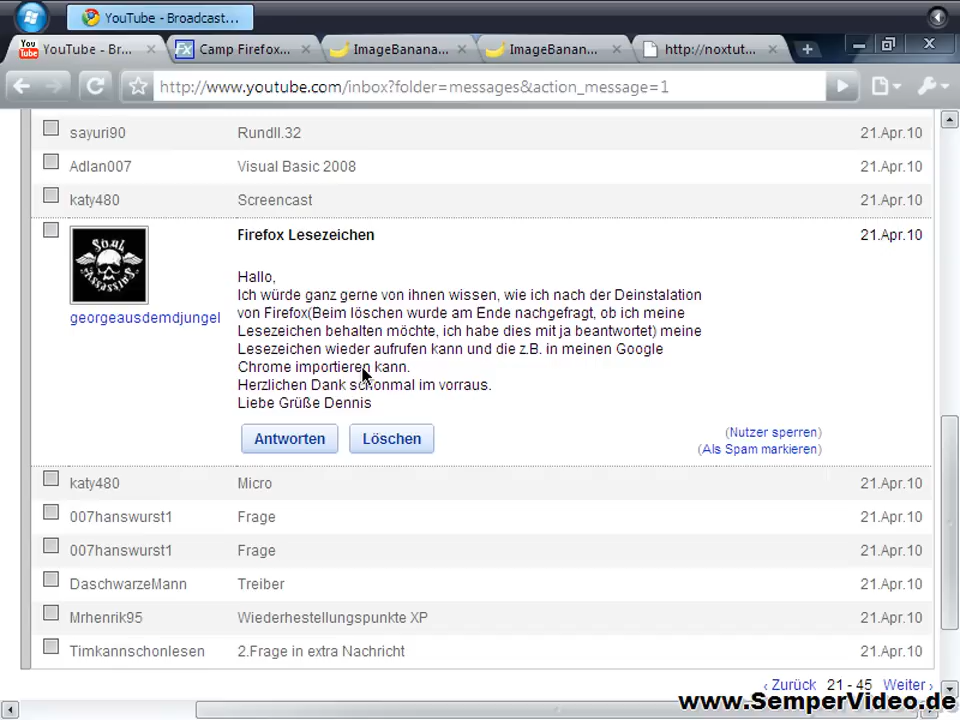 YouTube - Broadcast...
You
YouTube - Br...
Camp Firefox...
ImageBanana...
ImageBanan...
http://noxtut...
http://www.youtube.com/inbox?folder=messages&action_message=1
sayuri90 Rundll.32 21.Apr.10
Adlan007 Visual Basic 2008 21.Apr.10
katy480 Screencast 21.Apr.10
Firefox Lesezeichen 21.Apr.10
SOUL
ASSASSINS
georgeausdemdjungel
Hallo,
Ich würde ganz gerne von ihnen wissen, wie ich nach der Deinstalation
von Firefox(Beim löschen wurde am Ende nachgefragt, ob ich meine
Lesezeichen behalten möchte, ich habe dies mit ja beantwortet) meine
Lesezeichen wieder aufrufen kann und die z.B. in meinen Google
Chrome importieren kann.
Herzlichen Dank schonmal im vorraus.
Liebe Grüße Dennis
Antworten Löschen
(Nutzer sperren)
(Als Spam markieren)
katy480 Micro 21.Apr.10
007hanswurst1 Frage 21.Apr.10
007hanswurst1 Frage 21.Apr.10
DaschwarzeMann Treiber 21.Apr.10
Mrhenrik95 Wiederhestellungspunkte XP 21.Apr.10
Timkannschonlesen 2.Frage in extra Nachricht 21.Apr.10
‹ Zurück 21 - 45 Weiter ›
www.SemperVideo.de